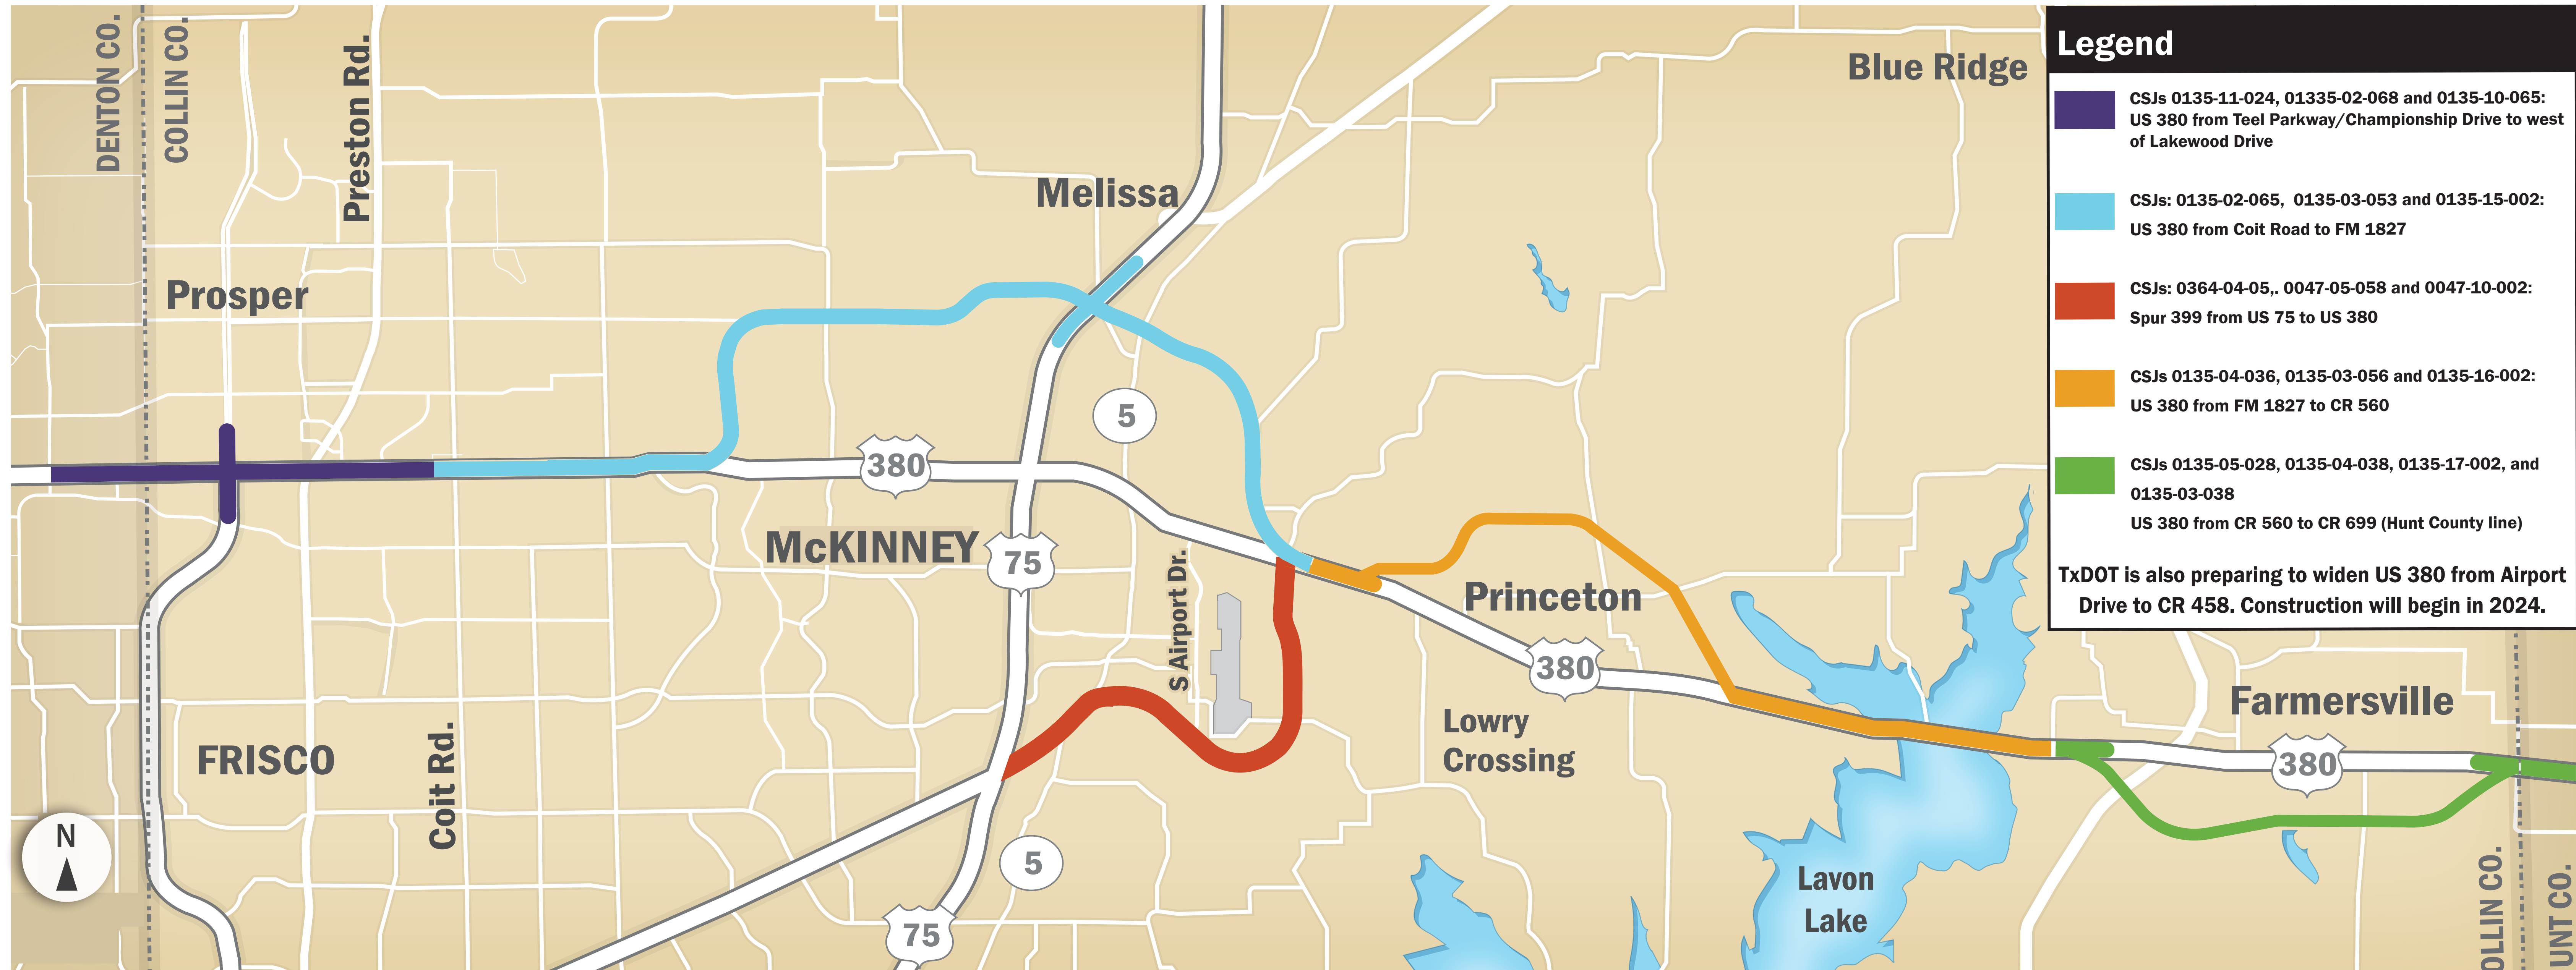 DENTON CO.
COLLIN CO.
Preston Rd.
Blue Ridge
Melissa
Prosper
5
380
McKINNEY
75
S Airport Dr.
Princeton
380
Lowry
Crossing
FRISCO
Coit Rd.
Farmersville
380
N
5
75
Lavon
Lake
OLLIN CO.
UNT CO.
Legend
CSJs 0135-11-024, 01335-02-068 and 0135-10-065:
US 380 from Teel Parkway/Championship Drive to west
of Lakewood Drive
CSJs: 0135-02-065, 0135-03-053 and 0135-15-002:
US 380 from Coit Road to FM 1827
CSJs: 0364-04-05,. 0047-05-058 and 0047-10-002:
Spur 399 from US 75 to US 380
CSJs 0135-04-036, 0135-03-056 and 0135-16-002:
US 380 from FM 1827 to CR 560
CSJs 0135-05-028, 0135-04-038, 0135-17-002, and
0135-03-038
US 380 from CR 560 to CR 699 (Hunt County line)
TxDOT is also preparing to widen US 380 from Airport
Drive to CR 458. Construction will begin in 2024.